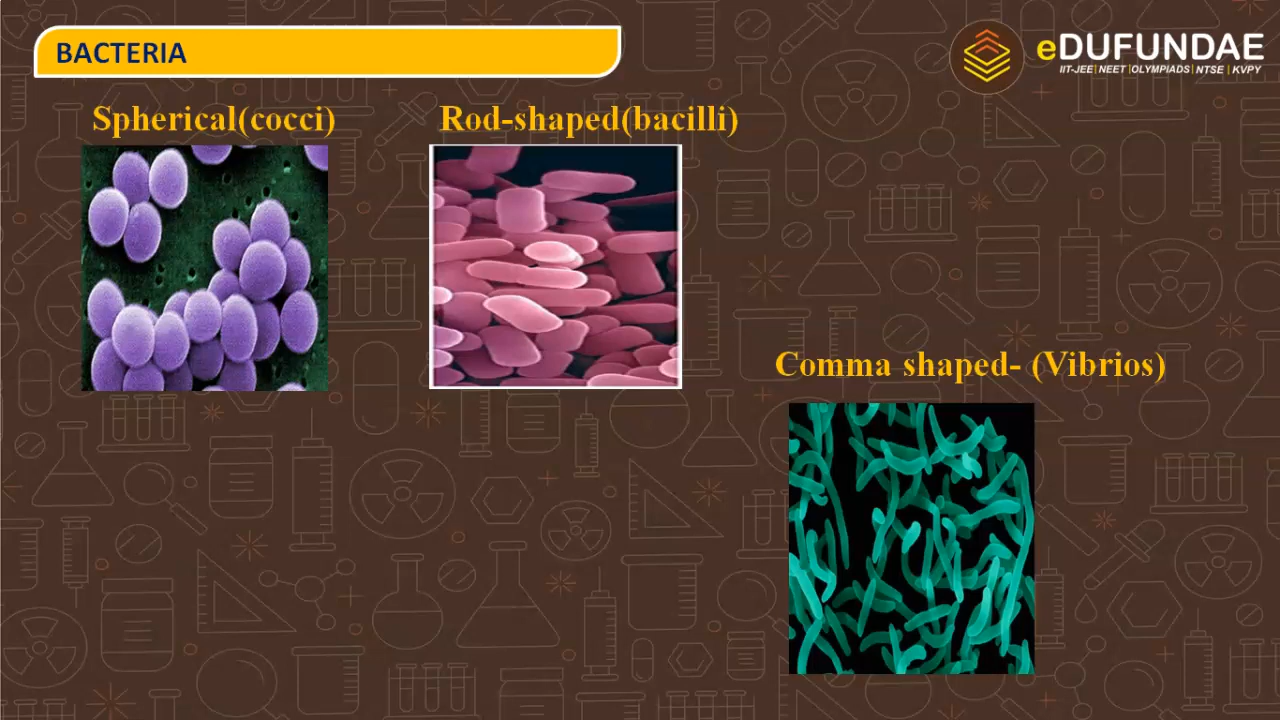 BACTERIA
eDUFUNDAE
IIT-JEE| NEET |OLYMPIADS| NTSE | KVPY
Spherical(cocci)
Rod-shaped(bacilli)
Comma shaped- (Vibrios)